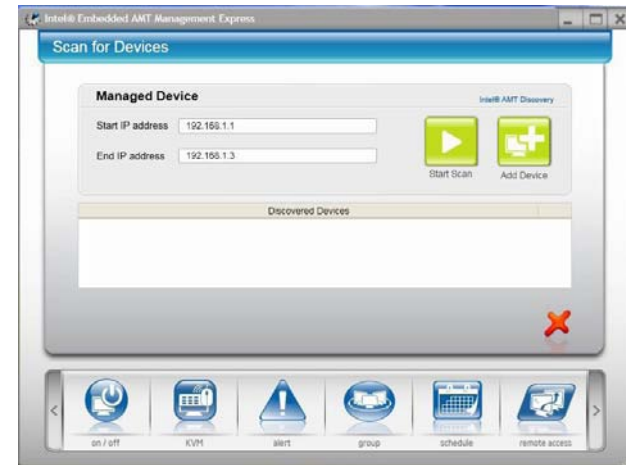 Intel® Embedded AMT Management Express
Scan for Devices
Managed Device
Intel® AMT Discovery
Start IP address 192.168.1.1
End IP address 192.168.1.3
Start Scan
Add Device
Discovered Devices
on / off
KVM
alert
group
schedule
remote access